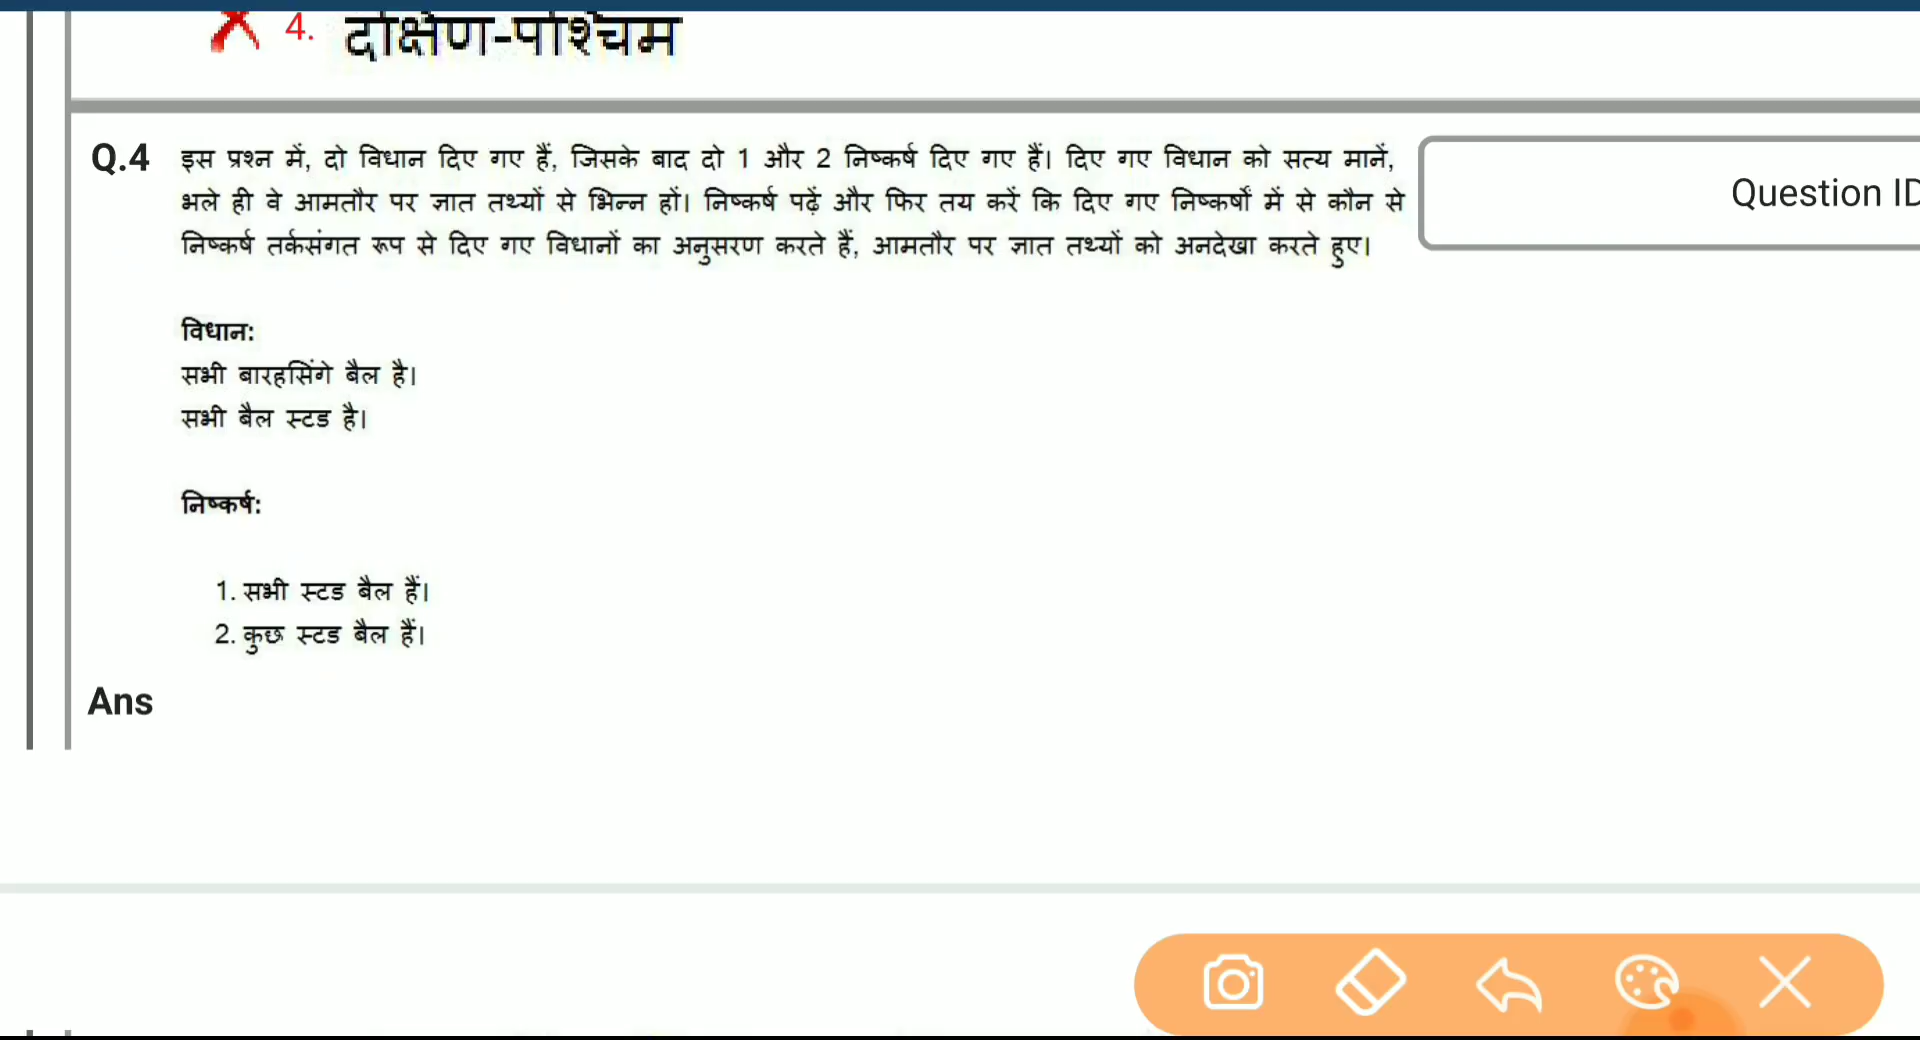 4. दक्षिण-पश्चिम
Q.4 इस प्रश्न में, दो विधान दिए गए हैं, जिसके बाद दो 1 और 2 निष्कर्ष दिए गए हैं। दिए गए विधान को सत्य मानें,
भले ही वे आमतौर पर ज्ञात तथ्यों से भिन्न हों। निष्कर्ष पढ़ें और फिर तय करें कि दिए गए निष्कर्षों में से कौन से
निष्कर्ष तर्कसंगत रूप से दिए गए विधानों का अनुसरण करते हैं, आमतौर पर ज्ञात तथ्यों को अनदेखा करते हुए।
Question ID
विधान:
सभी बारहसिंगे बैल है।
सभी बैल स्टड है।
निष्कर्ष:
1. सभी स्टड बैल हैं।
2. कुछ स्टड बैल हैं।
Ans